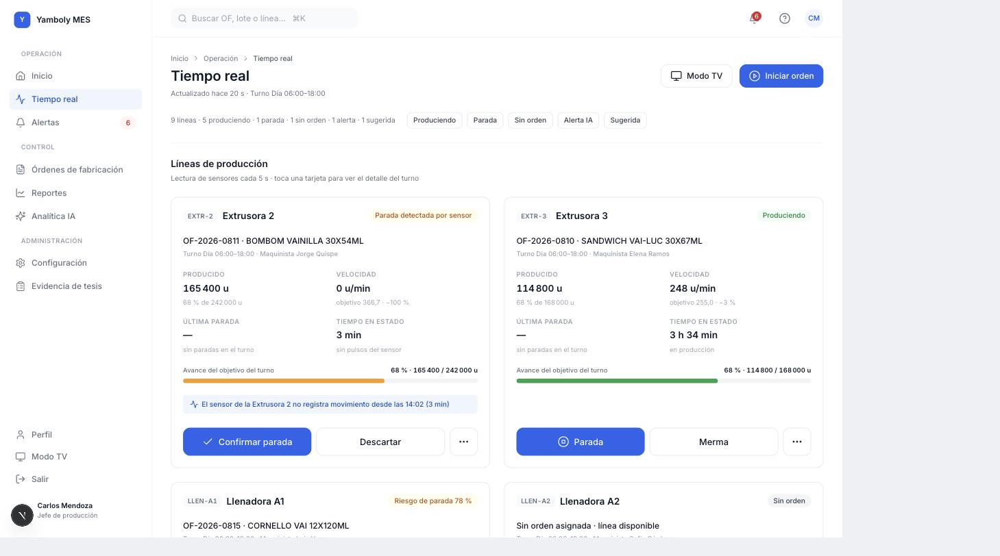 Y Yamboly MES
Buscar OF, lote o línea... ⌘K
6
CM
OPERACIÓN
Inicio
Tiempo real
Alertas 6
CONTROL
Órdenes de fabricación
Reportes
Analítica IA
ADMINISTRACIÓN
Configuración
Evidencia de tesis
Perfil
Modo TV
Salir
N
Carlos Mendoza
Jefe de producción
Inicio > Operación > Tiempo real
Tiempo real
Actualizado hace 20 s · Turno Día 06:00–18:00
Modo TV
Iniciar orden
9 líneas · 5 produciendo · 1 parada · 1 sin orden · 1 alerta · 1 sugerida
Produciendo Parada Sin orden Alerta IA Sugerida
Líneas de producción
Lectura de sensores cada 5 s · toca una tarjeta para ver el detalle del turno
EXTR-2 Extrusora 2 Parada detectada por sensor
OF-2026-0811 · BOMBOM VAINILLA 30X54ML
Turno Día 06:00–18:00 · Maquinista Jorge Quispe
PRODUCIDO VELOCIDAD
165 400 u 0 u/min
68 % de 242 000 u objetivo 366,7 · −100 %
ÚLTIMA PARADA TIEMPO EN ESTADO
— 3 min
sin paradas en el turno sin pulsos del sensor
Avance del objetivo del turno 68 % · 165 400 / 242 000 u
El sensor de la Extrusora 2 no registra movimiento desde las 14:02 (3 min)
Confirmar parada Descartar ···
EXTR-3 Extrusora 3 Produciendo
OF-2026-0810 · SANDWICH VAI-LUC 30X67ML
Turno Día 06:00–18:00 · Maquinista Elena Ramos
PRODUCIDO VELOCIDAD
114 800 u 248 u/min
68 % de 168 000 u objetivo 255,0 · −3 %
ÚLTIMA PARADA TIEMPO EN ESTADO
— 3 h 34 min
sin paradas en el turno en producción
Avance del objetivo del turno 68 % · 114 800 / 168 000 u
Parada Merma ···
LLEN-A1 Llenadora A1 Riesgo de parada 78 %
OF-2026-0815 · CORNELLO VAI 12X120ML
LLEN-A2 Llenadora A2 Sin orden
Sin orden asignada · línea disponible